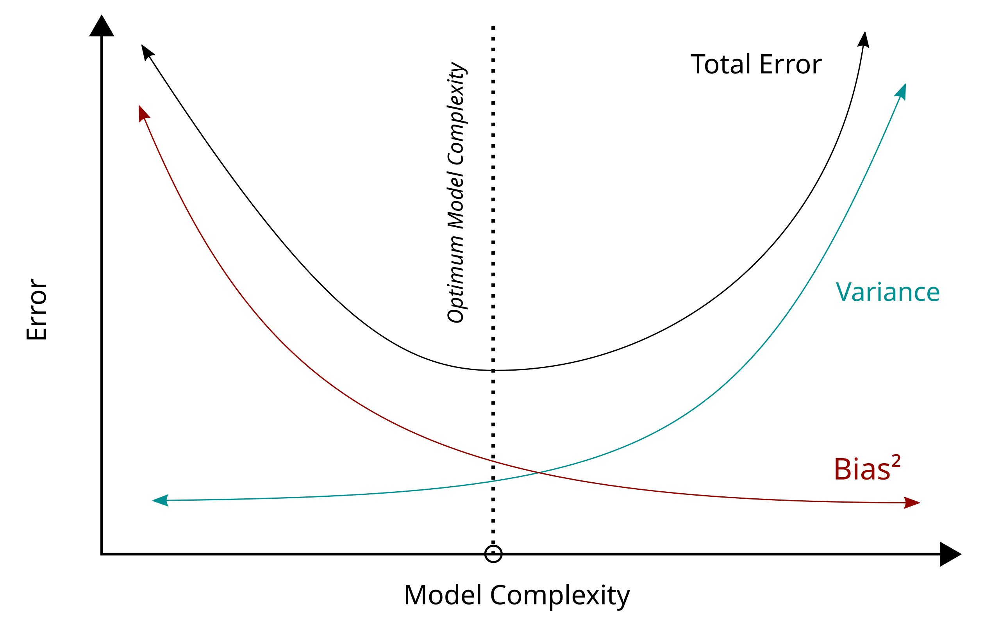 Total Error
Optimum Model Complexity
Variance
Error
Bias²
Model Complexity